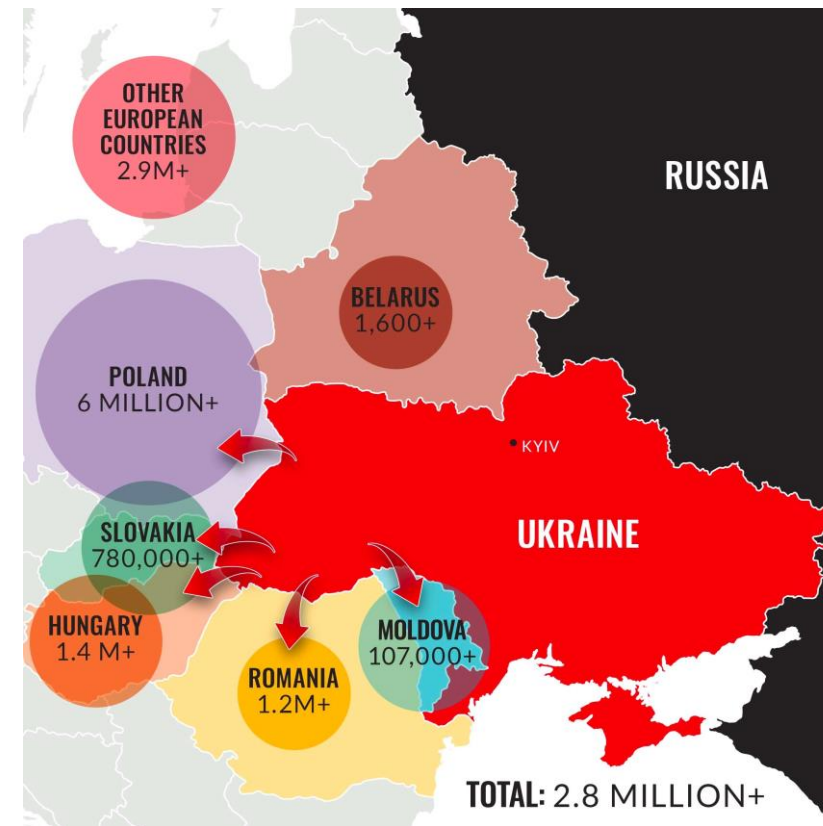 OTHER
EUROPEAN
COUNTRIES
2.9M+
RUSSIA
BELARUS
1,600+
POLAND
6 MILLION+
KYIV
SLOVAKIA
780,000+
UKRAINE
HUNGARY
1.4 M+
MOLDOVA
107,000+
ROMANIA
1.2M+
TOTAL: 2.8 MILLION+